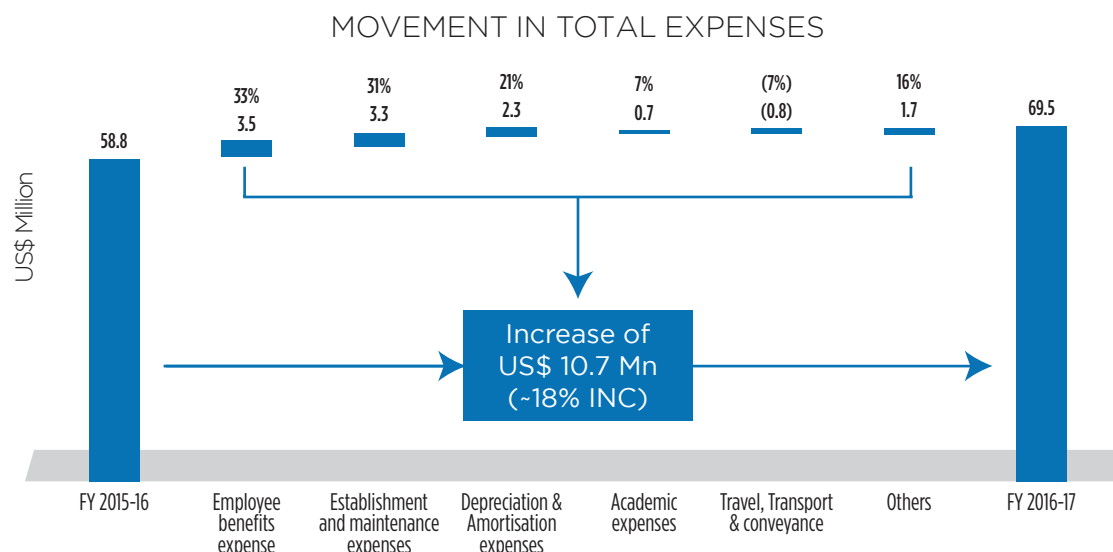 MOVEMENT IN TOTAL EXPENSES
US$ Million
58.8
33%
3.5
31%
3.3
21%
2.3
7%
0.7
(7%)
(0.8)
16%
1.7
69.5
Increase of
US$ 10.7 Mn
(~18% INC)
FY 2015-16
Employee
benefits
expense
Establishment
and maintenance
expenses
Depreciation &
Amortisation
expenses
Academic
expenses
Travel, Transport
& conveyance
Others
FY 2016-17